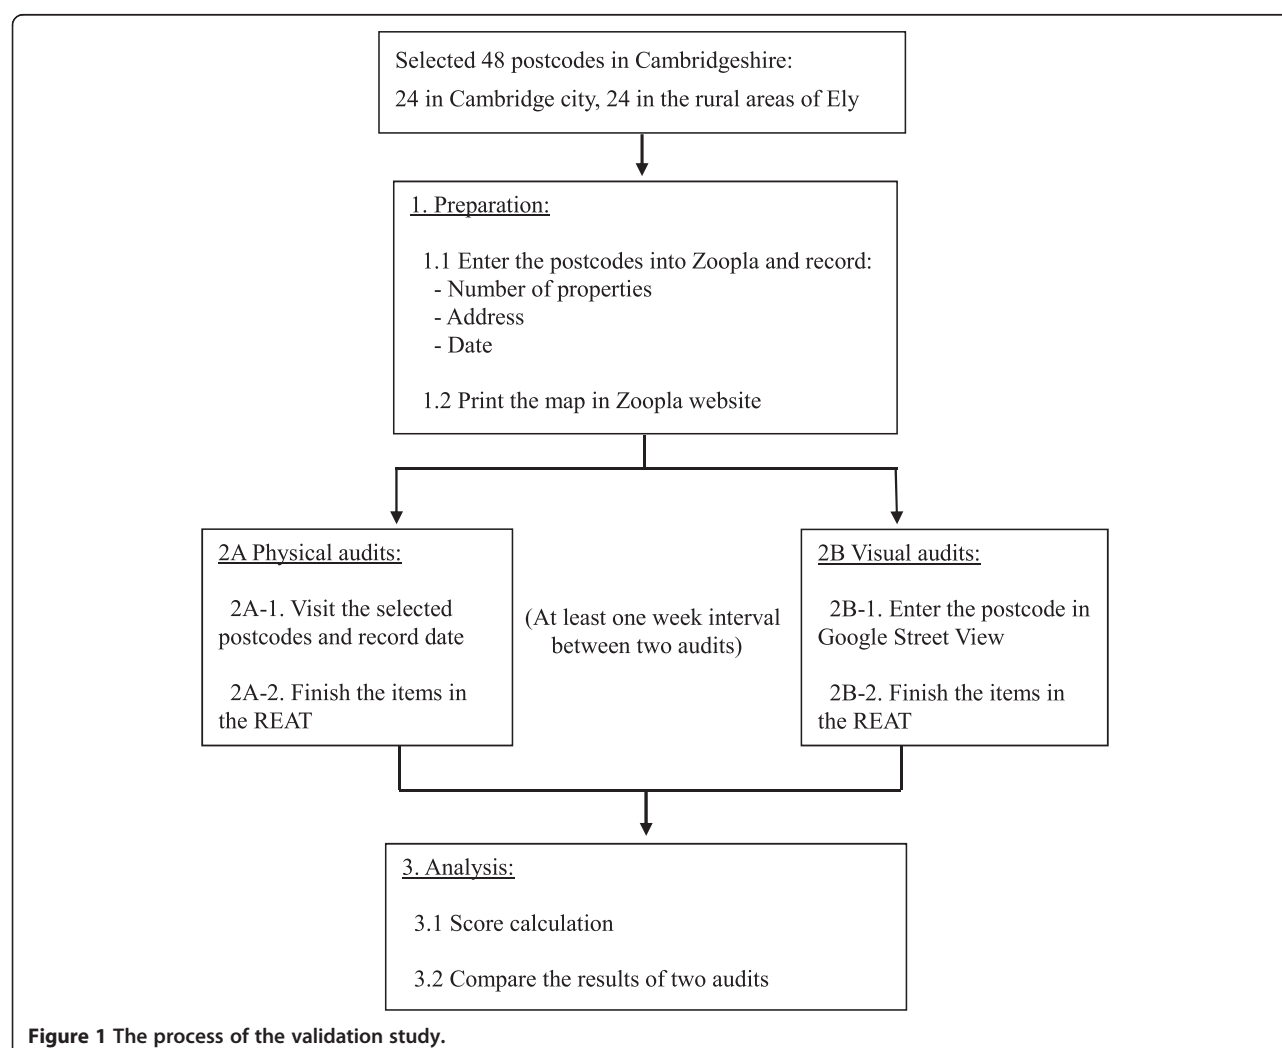 Selected 48 postcodes in Cambridgeshire:
24 in Cambridge city, 24 in the rural areas of Ely
1. Preparation:
1.1 Enter the postcodes into Zoopla and record:
- Number of properties
- Address
- Date
1.2 Print the map in Zoopla website
2A Physical audits:
2A-1. Visit the selected
postcodes and record date
2A-2. Finish the items in
the REAT
(At least one week interval
between two audits)
2B Visual audits:
2B-1. Enter the postcode in
Google Street View
2B-2. Finish the items in
the REAT
3. Analysis:
3.1 Score calculation
3.2 Compare the results of two audits
Figure 1 The process of the validation study.